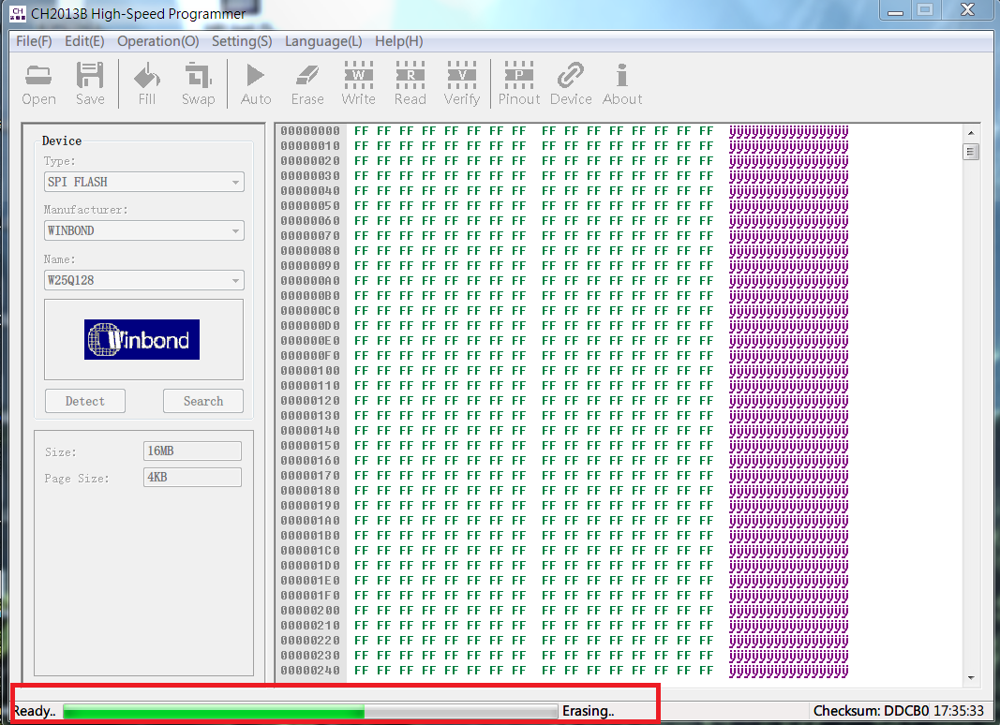 CH2013B High-Speed Programmer
File(F) Edit(E) Operation(O) Setting(S) Language(L) Help(H)
Open Save Fill Swap Auto Erase Write Read Verify Pinout Device About
W R V P
Device
Type:
SPI FLASH
Manufacturer:
WINBOND
Name:
W25Q128
Winbond
Detect Search
Size: 16MB
Page Size: 4KB
00000000 FF FF FF FF FF FF FF FF FF FF FF FF FF FF FF FF ÿÿÿÿÿÿÿÿÿÿÿÿÿÿÿÿ
00000010 FF FF FF FF FF FF FF FF FF FF FF FF FF FF FF FF ÿÿÿÿÿÿÿÿÿÿÿÿÿÿÿÿ
00000020 FF FF FF FF FF FF FF FF FF FF FF FF FF FF FF FF ÿÿÿÿÿÿÿÿÿÿÿÿÿÿÿÿ
00000030 FF FF FF FF FF FF FF FF FF FF FF FF FF FF FF FF ÿÿÿÿÿÿÿÿÿÿÿÿÿÿÿÿ
00000040 FF FF FF FF FF FF FF FF FF FF FF FF FF FF FF FF ÿÿÿÿÿÿÿÿÿÿÿÿÿÿÿÿ
00000050 FF FF FF FF FF FF FF FF FF FF FF FF FF FF FF FF ÿÿÿÿÿÿÿÿÿÿÿÿÿÿÿÿ
00000060 FF FF FF FF FF FF FF FF FF FF FF FF FF FF FF FF ÿÿÿÿÿÿÿÿÿÿÿÿÿÿÿÿ
00000070 FF FF FF FF FF FF FF FF FF FF FF FF FF FF FF FF ÿÿÿÿÿÿÿÿÿÿÿÿÿÿÿÿ
00000080 FF FF FF FF FF FF FF FF FF FF FF FF FF FF FF FF ÿÿÿÿÿÿÿÿÿÿÿÿÿÿÿÿ
00000090 FF FF FF FF FF FF FF FF FF FF FF FF FF FF FF FF ÿÿÿÿÿÿÿÿÿÿÿÿÿÿÿÿ
000000A0 FF FF FF FF FF FF FF FF FF FF FF FF FF FF FF FF ÿÿÿÿÿÿÿÿÿÿÿÿÿÿÿÿ
000000B0 FF FF FF FF FF FF FF FF FF FF FF FF FF FF FF FF ÿÿÿÿÿÿÿÿÿÿÿÿÿÿÿÿ
000000C0 FF FF FF FF FF FF FF FF FF FF FF FF FF FF FF FF ÿÿÿÿÿÿÿÿÿÿÿÿÿÿÿÿ
000000D0 FF FF FF FF FF FF FF FF FF FF FF FF FF FF FF FF ÿÿÿÿÿÿÿÿÿÿÿÿÿÿÿÿ
000000E0 FF FF FF FF FF FF FF FF FF FF FF FF FF FF FF FF ÿÿÿÿÿÿÿÿÿÿÿÿÿÿÿÿ
000000F0 FF FF FF FF FF FF FF FF FF FF FF FF FF FF FF FF ÿÿÿÿÿÿÿÿÿÿÿÿÿÿÿÿ
00000100 FF FF FF FF FF FF FF FF FF FF FF FF FF FF FF FF ÿÿÿÿÿÿÿÿÿÿÿÿÿÿÿÿ
00000110 FF FF FF FF FF FF FF FF FF FF FF FF FF FF FF FF ÿÿÿÿÿÿÿÿÿÿÿÿÿÿÿÿ
00000120 FF FF FF FF FF FF FF FF FF FF FF FF FF FF FF FF ÿÿÿÿÿÿÿÿÿÿÿÿÿÿÿÿ
00000130 FF FF FF FF FF FF FF FF FF FF FF FF FF FF FF FF ÿÿÿÿÿÿÿÿÿÿÿÿÿÿÿÿ
00000140 FF FF FF FF FF FF FF FF FF FF FF FF FF FF FF FF ÿÿÿÿÿÿÿÿÿÿÿÿÿÿÿÿ
00000150 FF FF FF FF FF FF FF FF FF FF FF FF FF FF FF FF ÿÿÿÿÿÿÿÿÿÿÿÿÿÿÿÿ
00000160 FF FF FF FF FF FF FF FF FF FF FF FF FF FF FF FF ÿÿÿÿÿÿÿÿÿÿÿÿÿÿÿÿ
00000170 FF FF FF FF FF FF FF FF FF FF FF FF FF FF FF FF ÿÿÿÿÿÿÿÿÿÿÿÿÿÿÿÿ
00000180 FF FF FF FF FF FF FF FF FF FF FF FF FF FF FF FF ÿÿÿÿÿÿÿÿÿÿÿÿÿÿÿÿ
00000190 FF FF FF FF FF FF FF FF FF FF FF FF FF FF FF FF ÿÿÿÿÿÿÿÿÿÿÿÿÿÿÿÿ
000001A0 FF FF FF FF FF FF FF FF FF FF FF FF FF FF FF FF ÿÿÿÿÿÿÿÿÿÿÿÿÿÿÿÿ
000001B0 FF FF FF FF FF FF FF FF FF FF FF FF FF FF FF FF ÿÿÿÿÿÿÿÿÿÿÿÿÿÿÿÿ
000001C0 FF FF FF FF FF FF FF FF FF FF FF FF FF FF FF FF ÿÿÿÿÿÿÿÿÿÿÿÿÿÿÿÿ
000001D0 FF FF FF FF FF FF FF FF FF FF FF FF FF FF FF FF ÿÿÿÿÿÿÿÿÿÿÿÿÿÿÿÿ
000001E0 FF FF FF FF FF FF FF FF FF FF FF FF FF FF FF FF ÿÿÿÿÿÿÿÿÿÿÿÿÿÿÿÿ
000001F0 FF FF FF FF FF FF FF FF FF FF FF FF FF FF FF FF ÿÿÿÿÿÿÿÿÿÿÿÿÿÿÿÿ
00000200 FF FF FF FF FF FF FF FF FF FF FF FF FF FF FF FF ÿÿÿÿÿÿÿÿÿÿÿÿÿÿÿÿ
00000210 FF FF FF FF FF FF FF FF FF FF FF FF FF FF FF FF ÿÿÿÿÿÿÿÿÿÿÿÿÿÿÿÿ
00000220 FF FF FF FF FF FF FF FF FF FF FF FF FF FF FF FF ÿÿÿÿÿÿÿÿÿÿÿÿÿÿÿÿ
00000230 FF FF FF FF FF FF FF FF FF FF FF FF FF FF FF FF ÿÿÿÿÿÿÿÿÿÿÿÿÿÿÿÿ
00000240 FF FF FF FF FF FF FF FF FF FF FF FF FF FF FF FF ÿÿÿÿÿÿÿÿÿÿÿÿÿÿÿÿ
Ready.. Erasing.. Checksum: DDCB0 17:35:33